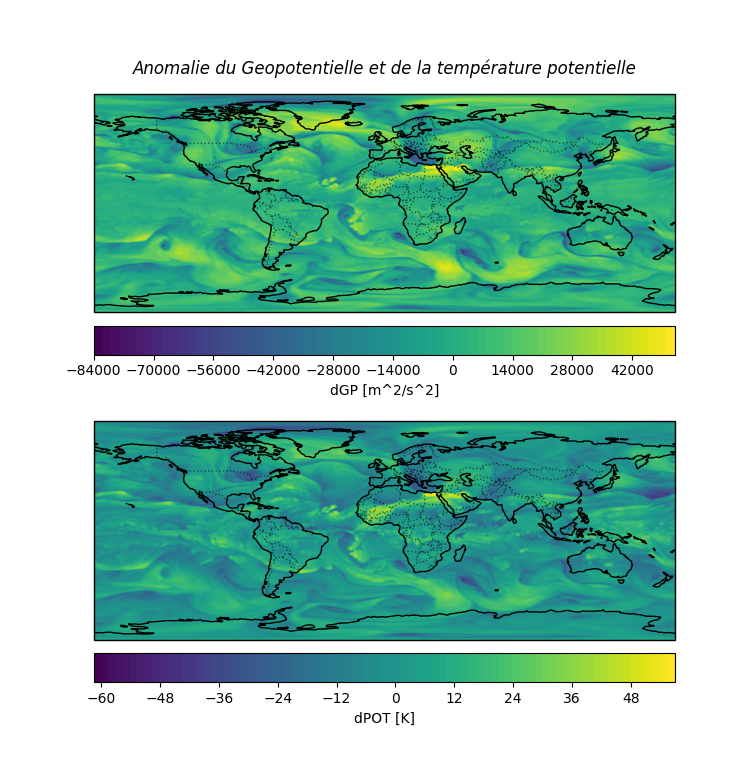 Anomalie du Geopotentielle et de la température potentielle
−84000 −70000 −56000 −42000 −28000 −14000 0 14000 28000 42000
dGP [m^2/s^2]
−60 −48 −36 −24 −12 0 12 24 36 48
dPOT [K]